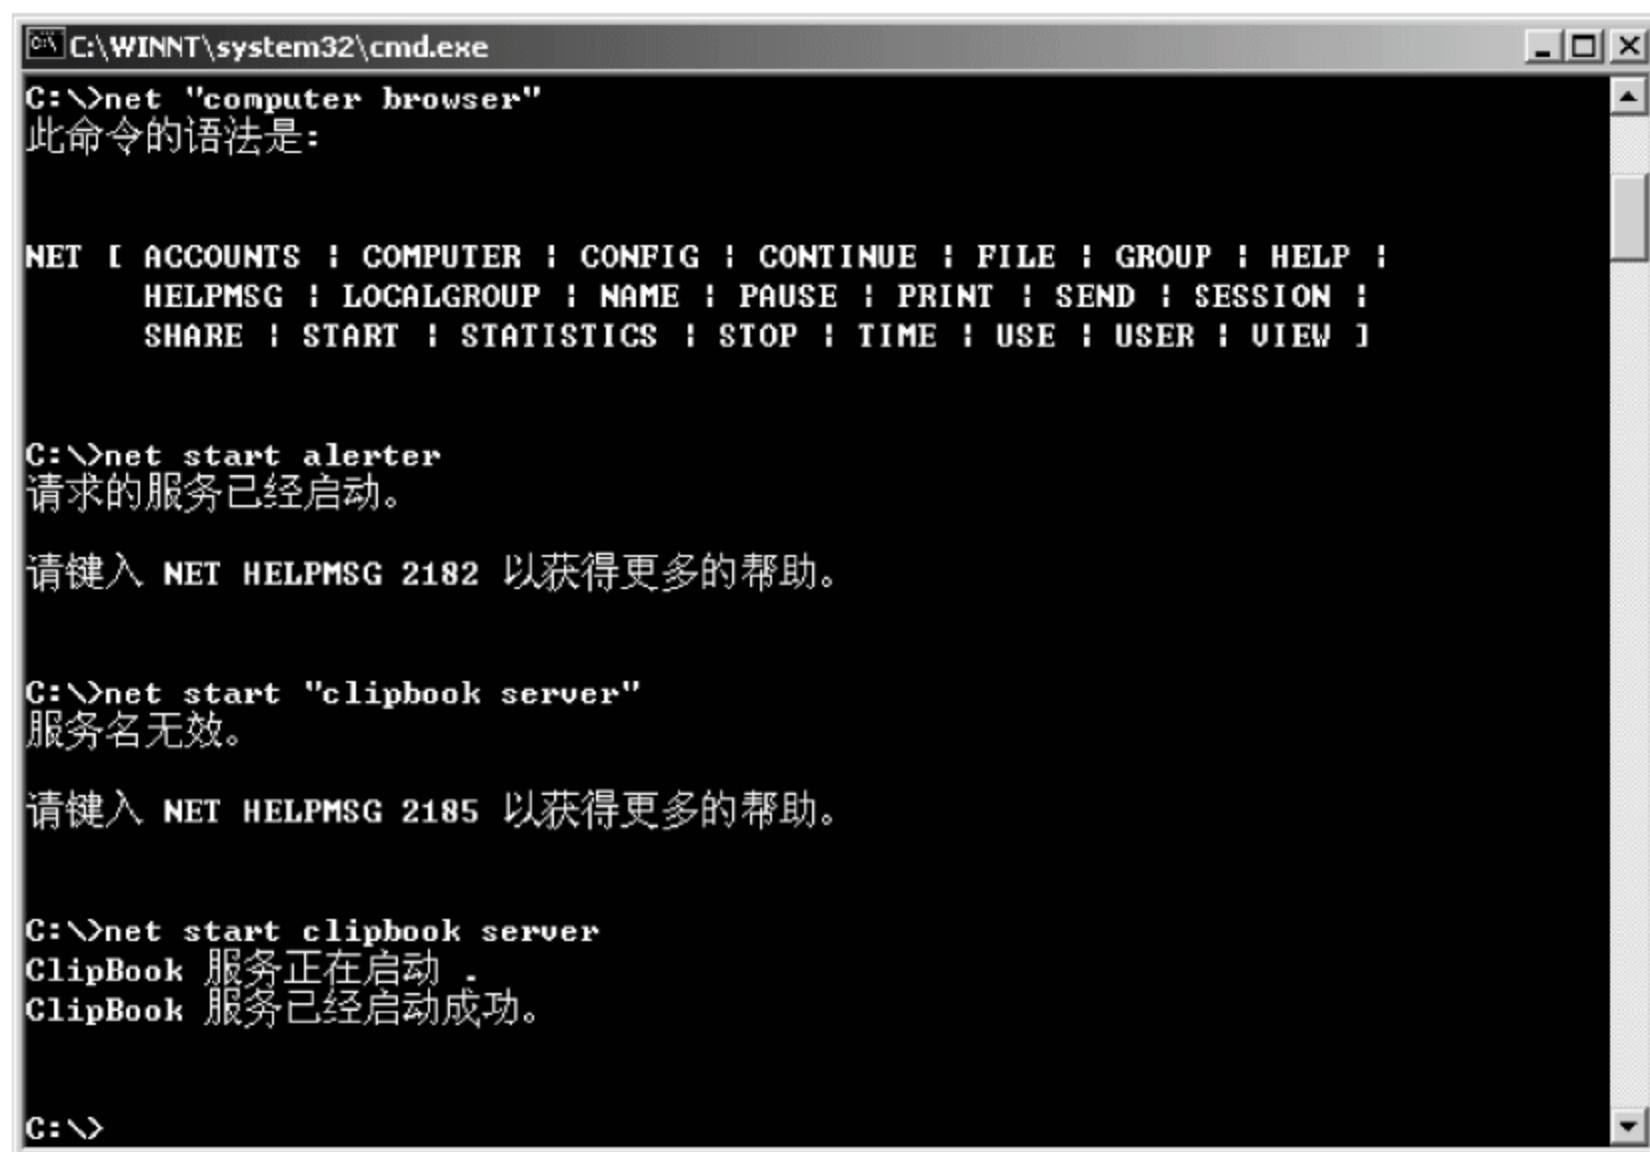 C:\WINNT\system32\cmd.exe
C:\>net "computer browser"
此命令的语法是:
NET [ ACCOUNTS ¦ COMPUTER ¦ CONFIG ¦ CONTINUE ¦ FILE ¦ GROUP ¦ HELP ¦
HELPMSG ¦ LOCALGROUP ¦ NAME ¦ PAUSE ¦ PRINT ¦ SEND ¦ SESSION ¦
SHARE ¦ START ¦ STATISTICS ¦ STOP ¦ TIME ¦ USE ¦ USER ¦ VIEW ]
C:\>net start alerter
请求的服务已经启动。
请键入 NET HELPMSG 2182 以获得更多的帮助。
C:\>net start "clipbook server"
服务名无效。
请键入 NET HELPMSG 2185 以获得更多的帮助。
C:\>net start clipbook server
ClipBook 服务正在启动 .
ClipBook 服务已经启动成功。
C:\>